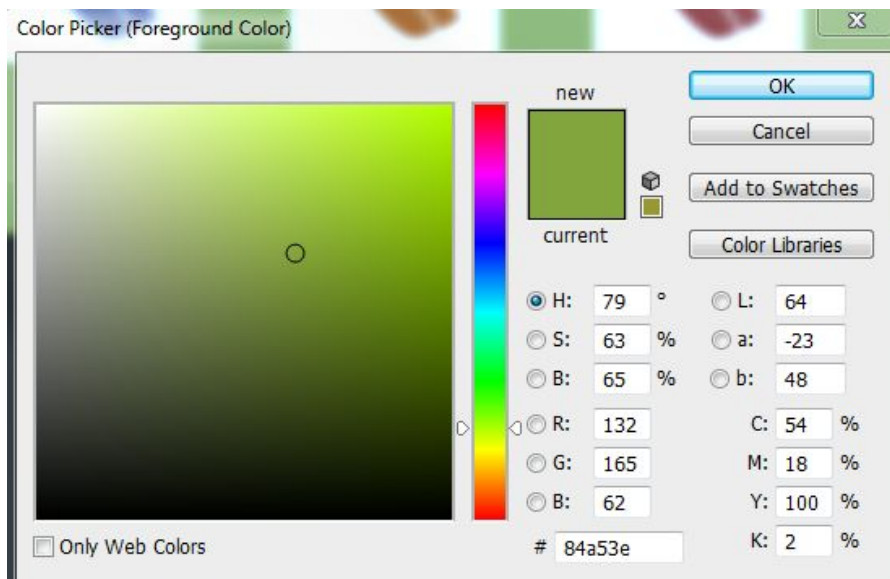 Color Picker (Foreground Color)
new
current
OK
Cancel
Add to Swatches
Color Libraries
H: 79 °
S: 63 %
B: 65 %
R: 132
G: 165
B: 62
# 84a53e
L: 64
a: -23
b: 48
C: 54 %
M: 18 %
Y: 100 %
K: 2 %
Only Web Colors